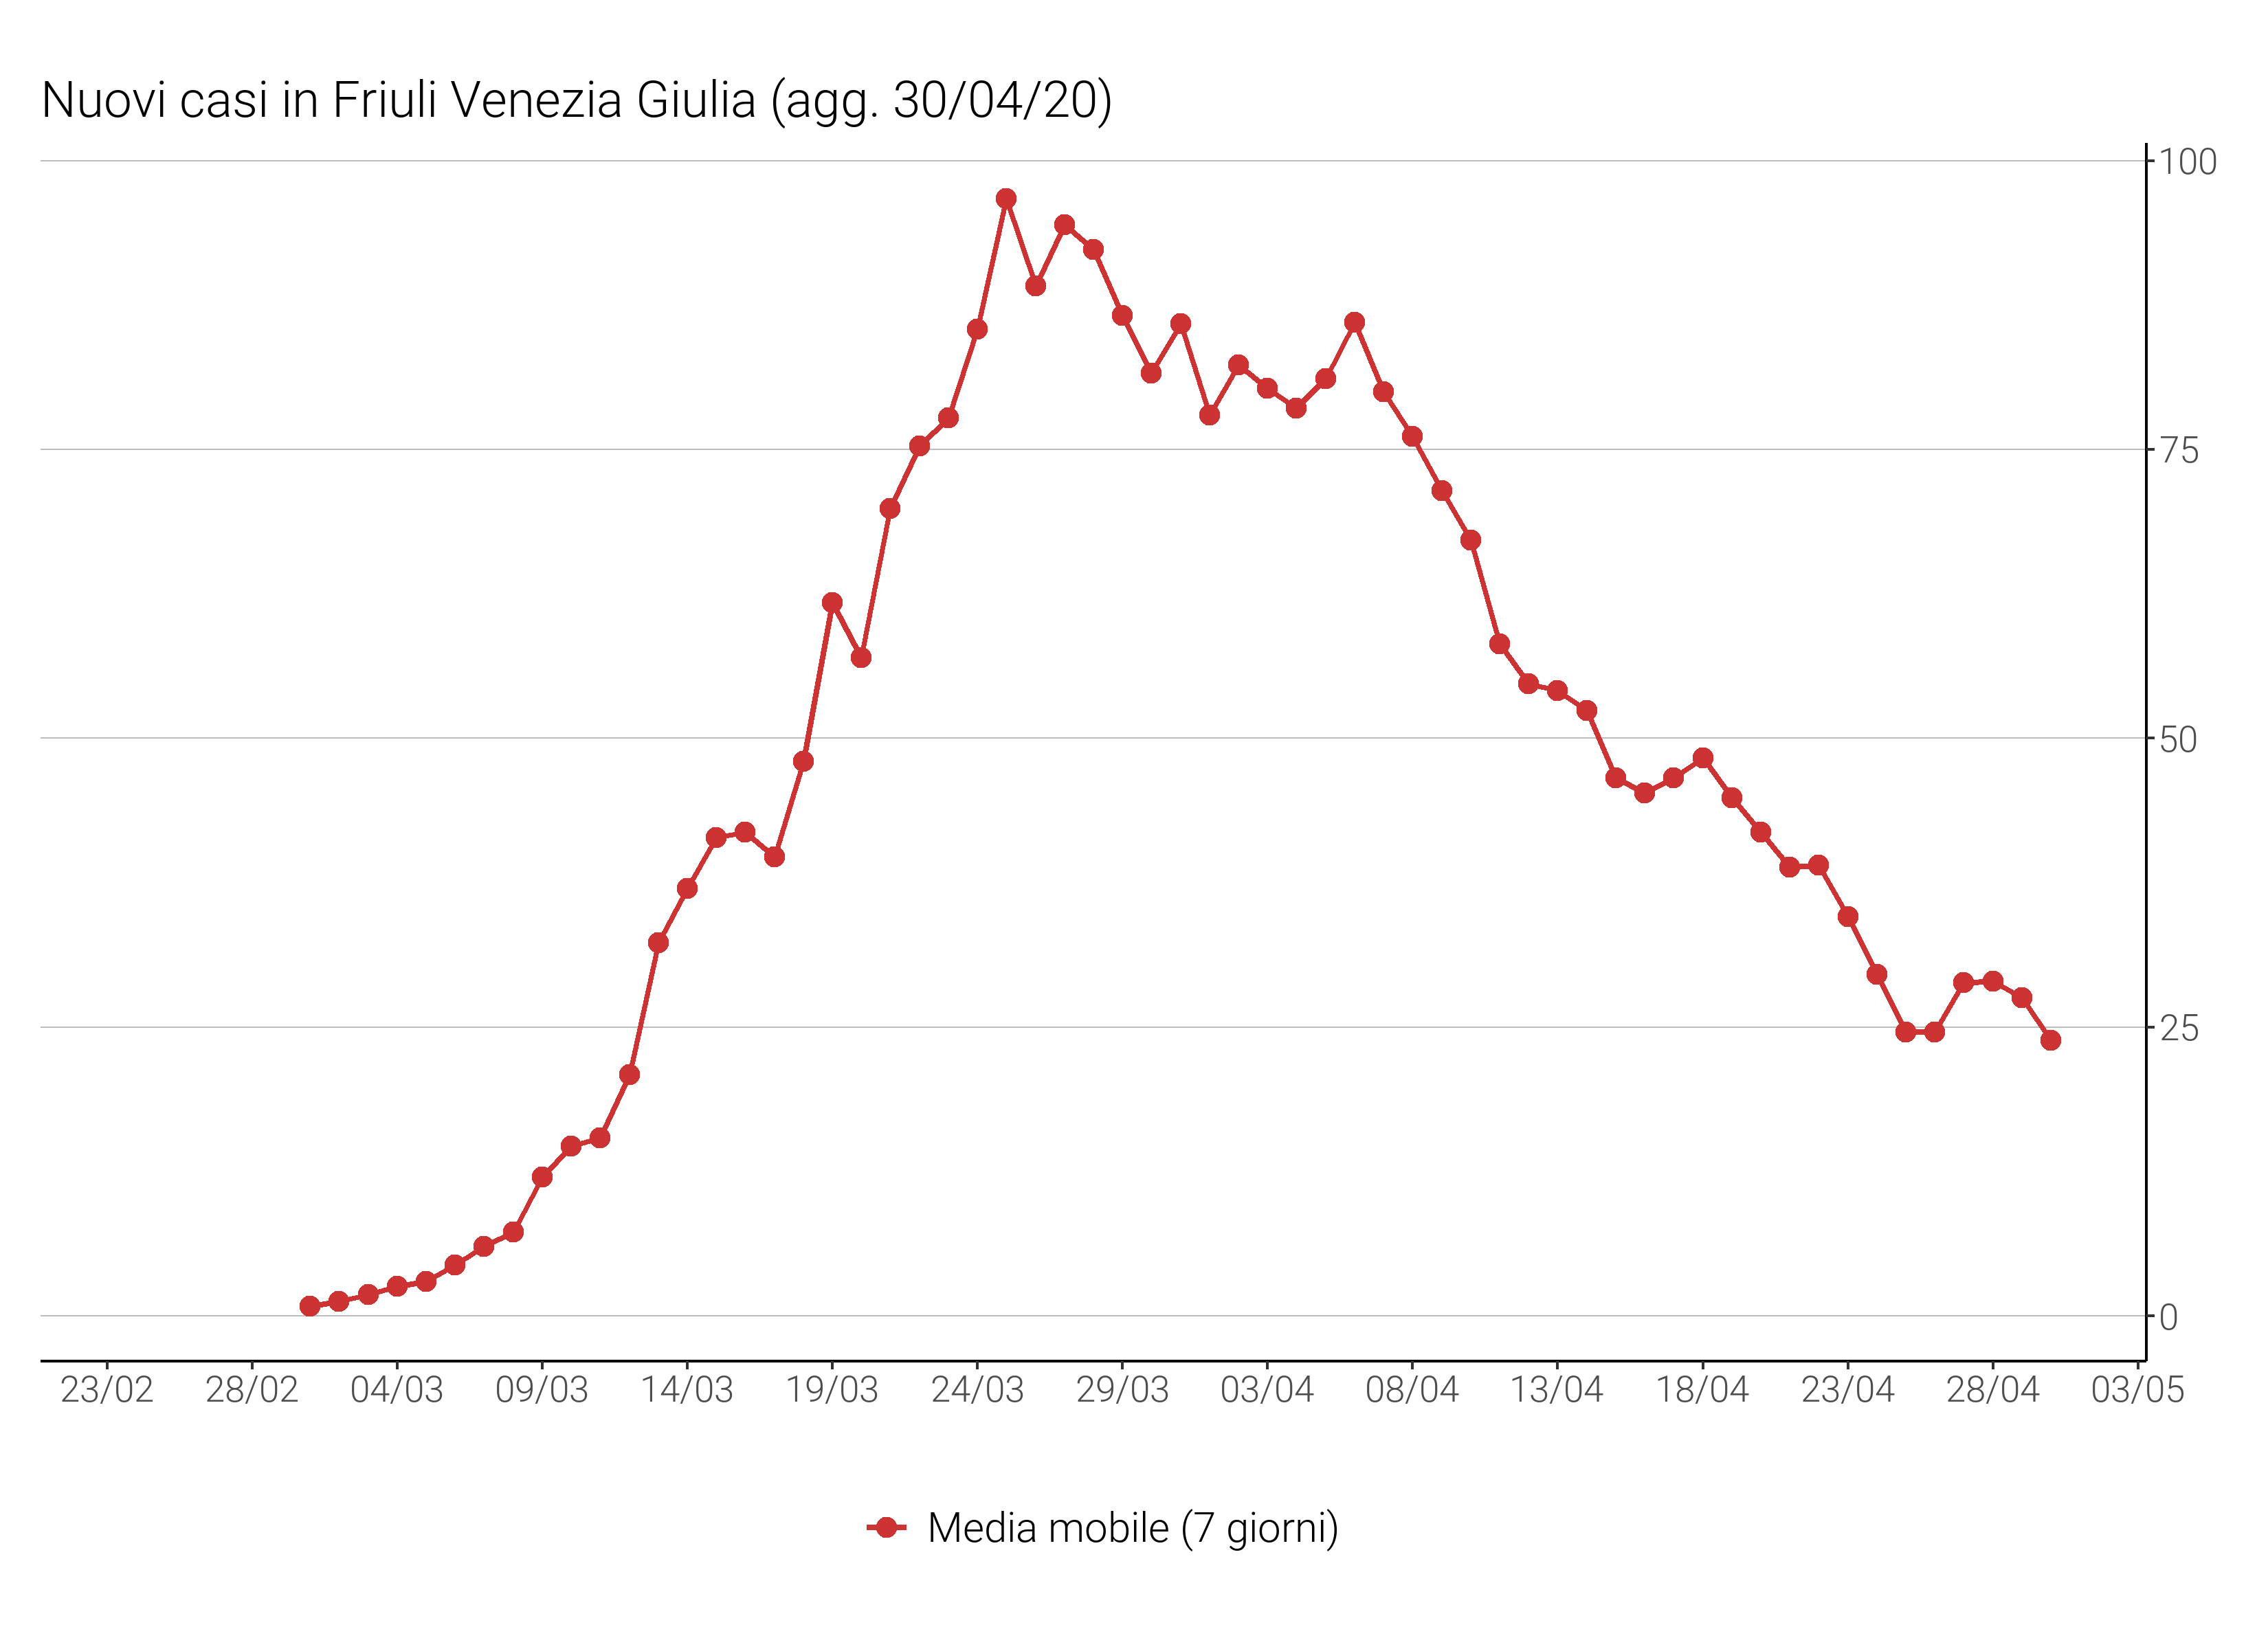 Nuovi casi in Friuli Venezia Giulia (agg. 30/04/20)
100
75
50
25
0
23/02 28/02 04/03 09/03 14/03 19/03 24/03 29/03 03/04 08/04 13/04 18/04 23/04 28/04 03/05
Media mobile (7 giorni)